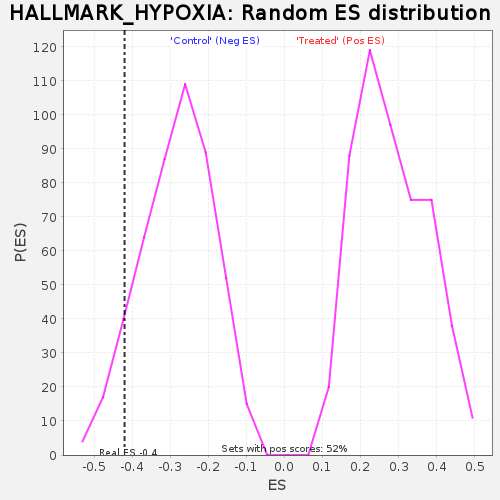 HALLMARK_HYPOXIA: Random ES distribution
'Control' (Neg ES) 'Treated' (Pos ES)
120
110
100
90
80
70
60
50
40
30
20
10
0
P(ES)
Real ES -0.4
Sets with pos scores: 52%
-0.5 -0.4 -0.3 -0.2 -0.1 0.0 0.1 0.2 0.3 0.4 0.5
ES